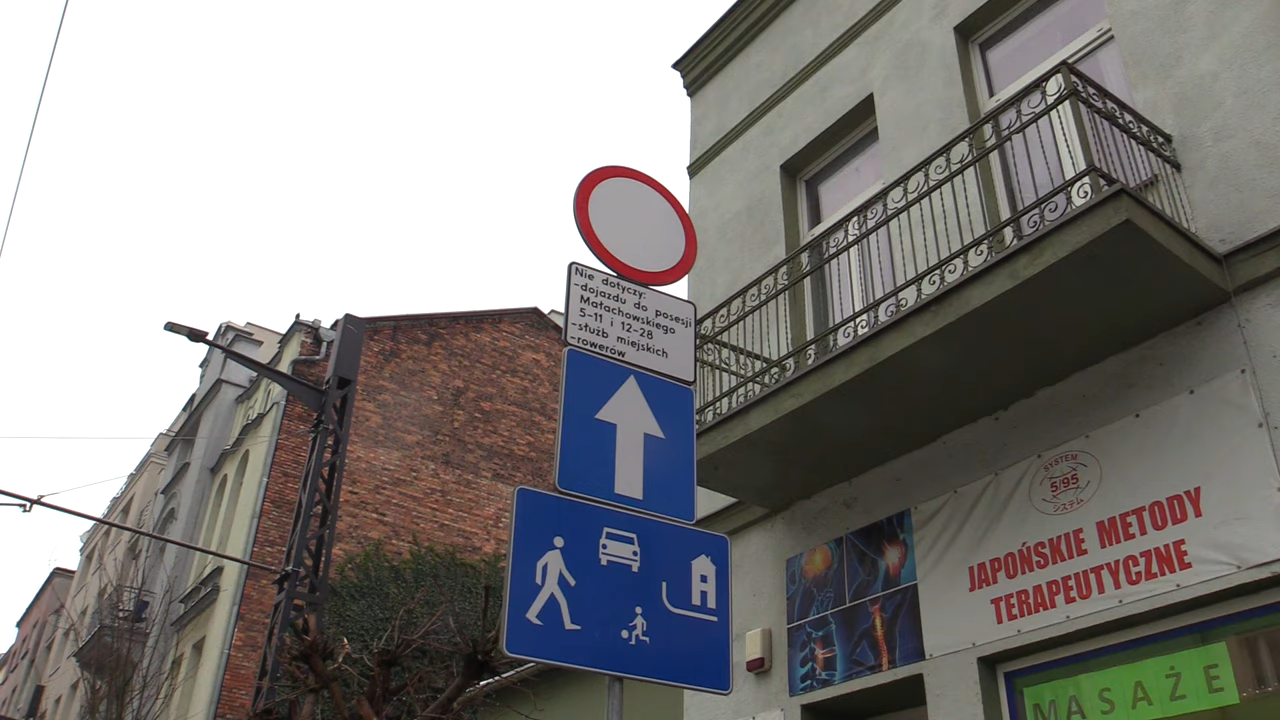 Nie dotyczy:
-dojazdu do posesji
Małachowskiego
5-11 i 12-28
-służb miejskich
-rowerów
SYSTEM
5/95
システム
JAPOŃSKIE METODY
TERAPEUTYCZNE
MASAŻE